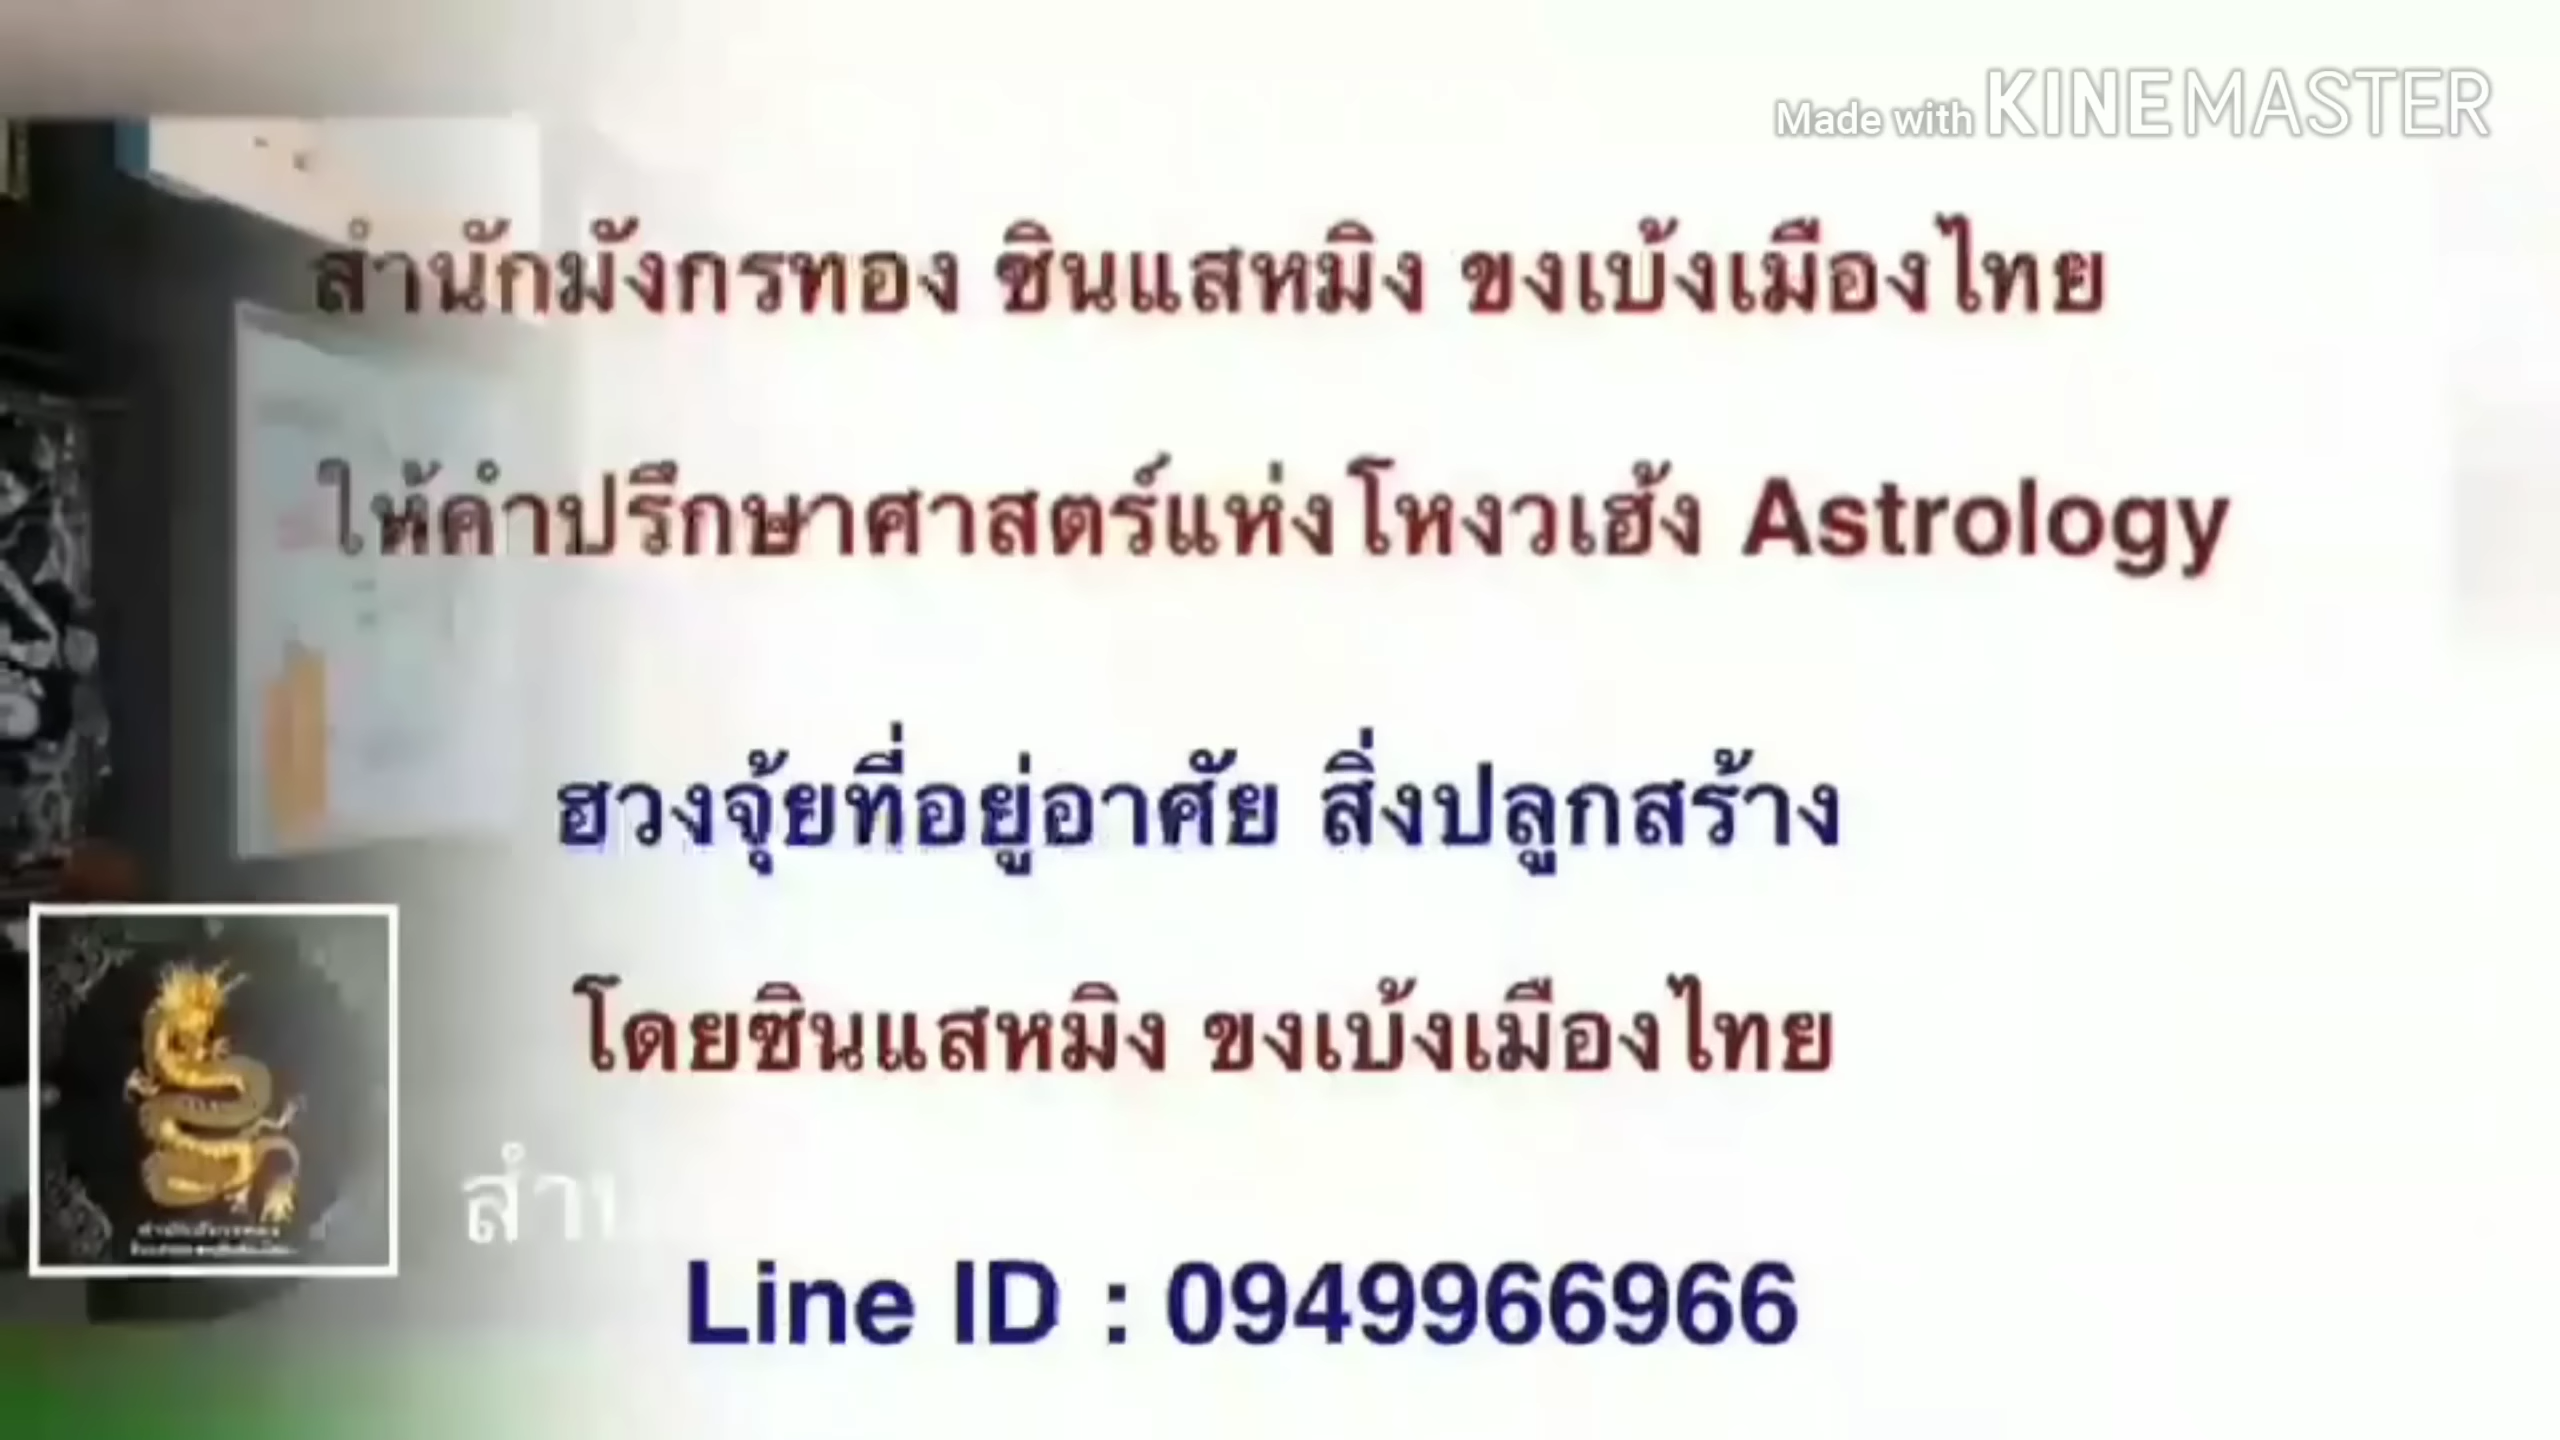 Made with KINEMASTER
สำนักมังกรทอง ซินแสหมิง ขงเบ้งเมืองไทย
ให้คำปรึกษาศาสตร์แห่งโหงวเฮ้ง Astrology
ฮวงจุ้ยที่อยู่อาศัย สิ่งปลูกสร้าง
โดยซินแสหมิง ขงเบ้งเมืองไทย
สำน
Line ID : 0949966966